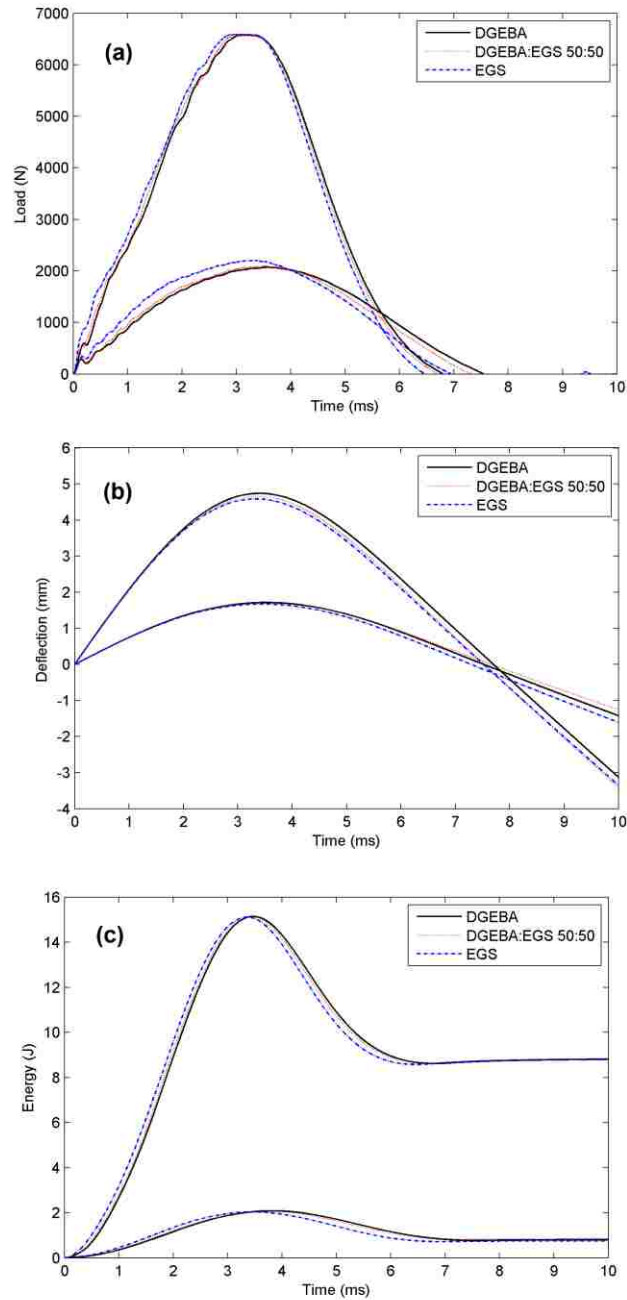 (a)
DGEBA
DGEBA:EGS 50:50
EGS
7000
6000
5000
4000
3000
2000
1000
0
Load (N)
0 1 2 3 4 5 6 7 8 9 10
Time (ms)
(b)
DGEBA
DGEBA:EGS 50:50
EGS
6
5
4
3
2
1
0
-1
-2
-3
-4
Deflection (mm)
0 1 2 3 4 5 6 7 8 9 10
Time (ms)
(c)
DGEBA
DGEBA:EGS 50:50
EGS
16
14
12
10
8
6
4
2
0
Energy (J)
0 1 2 3 4 5 6 7 8 9 10
Time (ms)